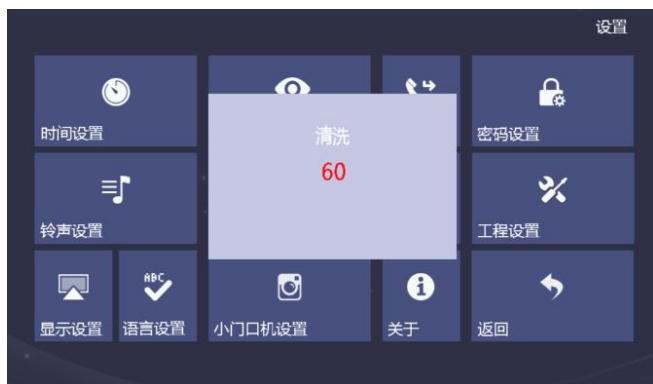 设置
时间设置
密码设置
清洗
60
铃声设置
工程设置
ABC
显示设置
语言设置
小门口机设置
关于
返回